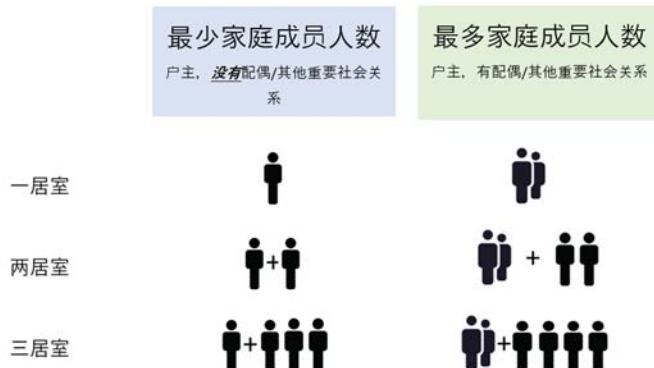 最少家庭成员人数
户主，没有配偶/其他重要社会关
系
最多家庭成员人数
户主，有配偶/其他重要社会关系
一居室
两居室
+
+
三居室
+
+